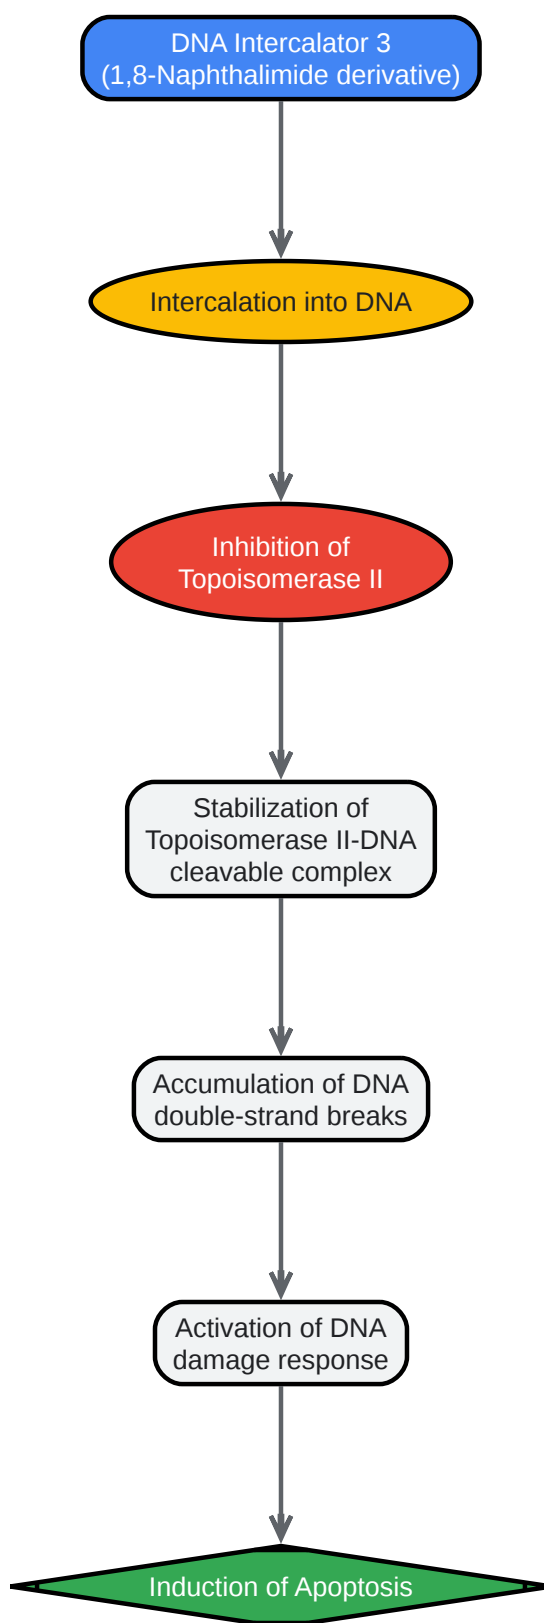 DNA Intercalator 3
(1,8-Naphthalimide derivative)
Intercalation into DNA
Inhibition of
Topoisomerase II
Stabilization of
Topoisomerase II-DNA
cleavable complex
Accumulation of DNA
double-strand breaks
Activation of DNA
damage response
Induction of Apoptosis